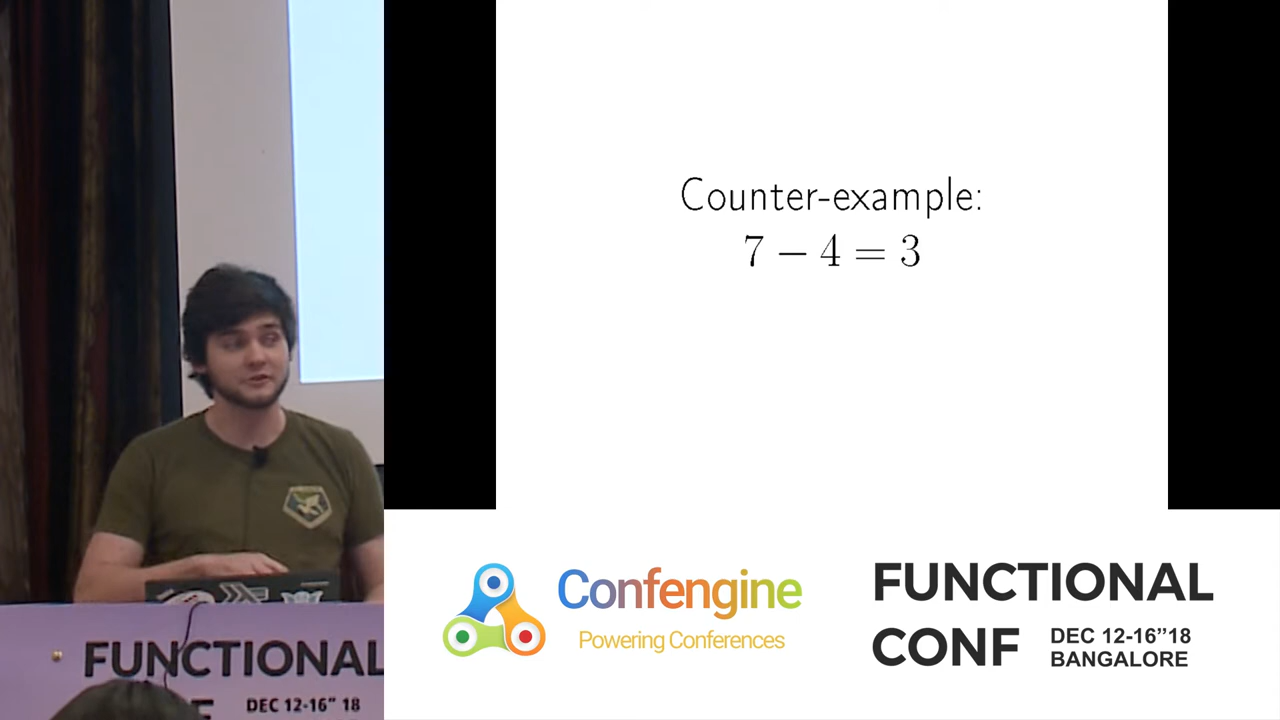 Counter-example:
7 − 4 = 3
Confengine
Powering Conferences
FUNCTIONAL
CONF
DEC 12-16”18
BANGALORE
FUNCTIONAL
DEC 12-16” 18